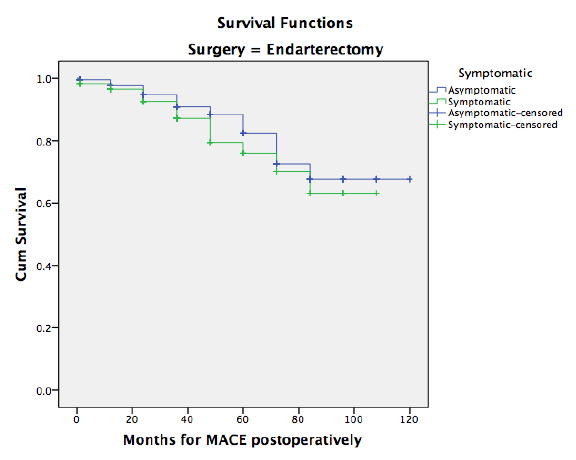 Survival Functions
Surgery = Endarterectomy
Symptomatic
Asymptomatic
Symptomatic
Asymptomatic-censored
Symptomatic-censored
Cum Survival
1.0
0.8
0.6
0.4
0.2
0.0
0 20 40 60 80 100 120
Months for MACE postoperatively